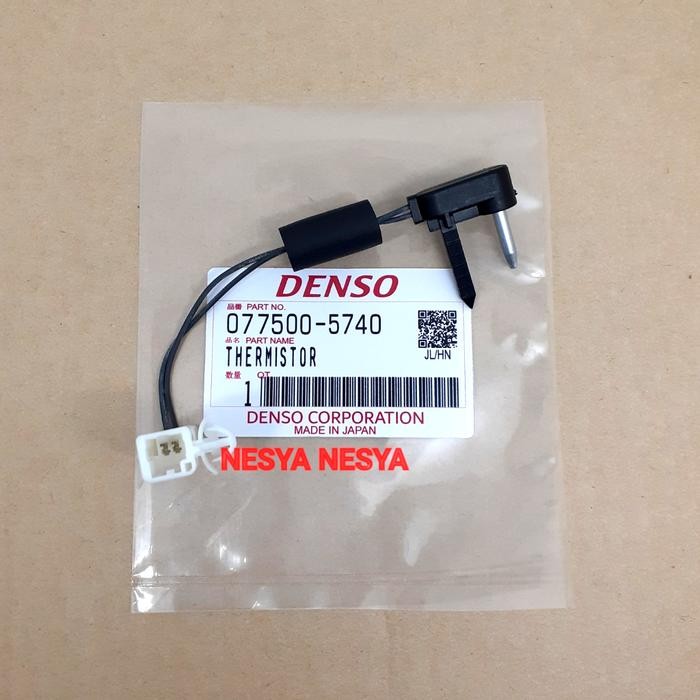 DENSO
品番 PART NO.
077500-5740
品名 PART NAME
THERMISTOR
JL/HN
数量 QT
1
DENSO CORPORATION
MADE IN JAPAN
NESYA NESYA